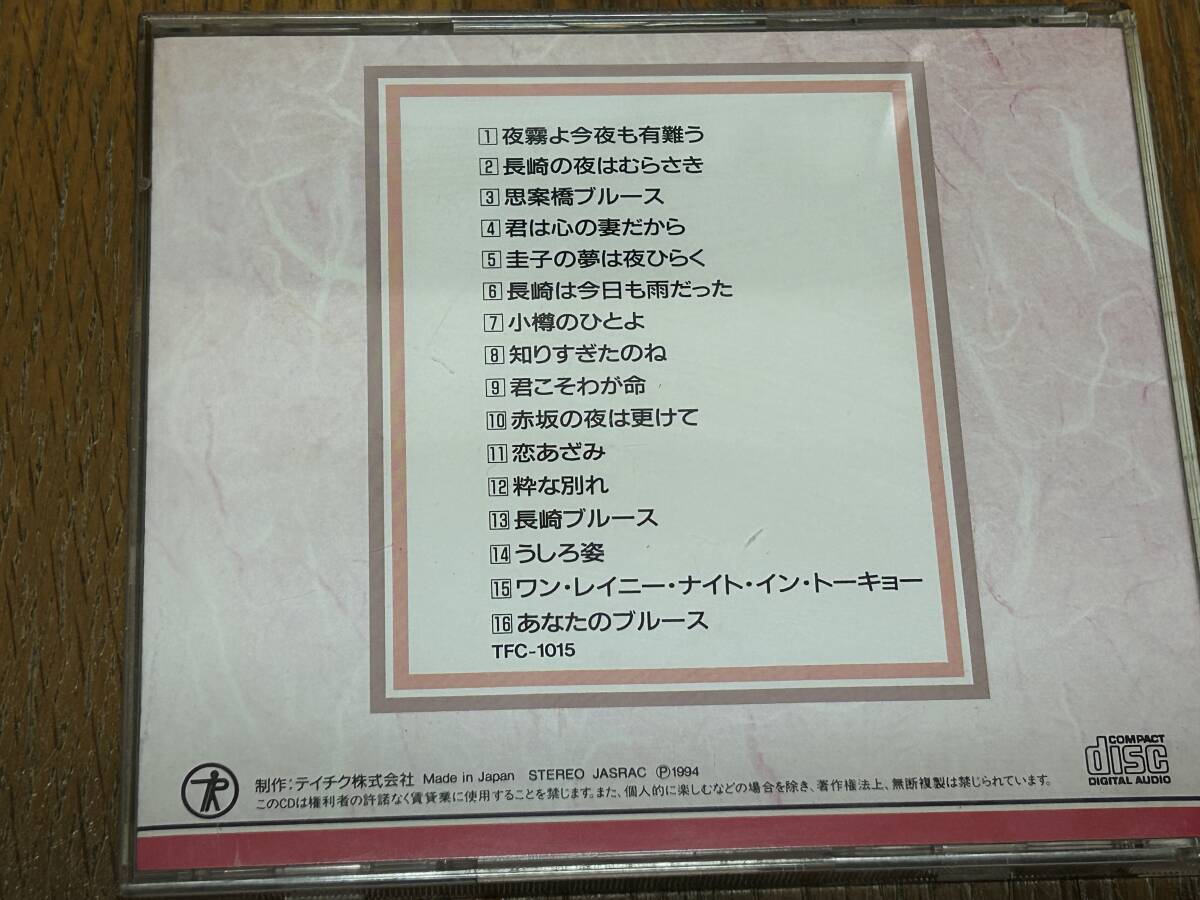 1 夜霧よ今夜も有難う
2 長崎の夜はむらさき
3 思案橋ブルース
4 君は心の妻だから
5 圭子の夢は夜ひらく
6 長崎は今日も雨だった
7 小樽のひとよ
8 知りすぎたのね
9 君こそわが命
10 赤坂の夜は更けて
11 恋あざみ
12 粋な別れ
13 長崎ブルース
14 うしろ姿
15 ワン・レイニー・ナイト・イン・トーキョー
16 あなたのブルース
TFC-1015
COMPACT
disc
DIGITAL AUDIO
制作:テイチク株式会社 Made in Japan STEREO JASRAC Ⓟ1994
このCDは権利者の許諾なく賃貸業に使用することを禁じます。また、個人的に楽しむなどの場合を除き、著作権法上、無断複製は禁じられています。